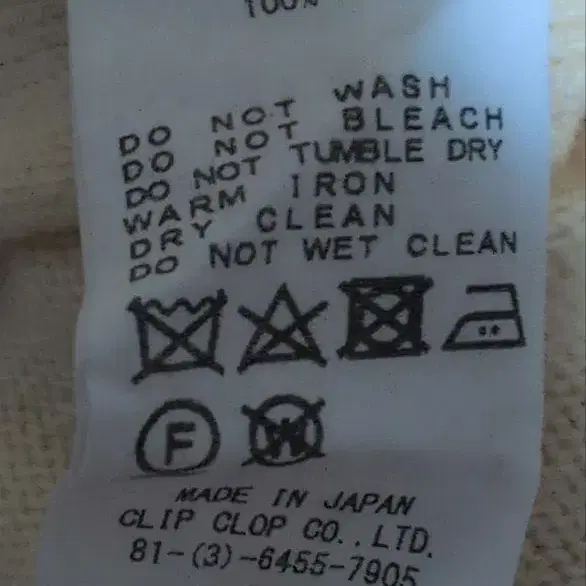 100%
DO NOT WASH
DO NOT BLEACH
DO NOT TUMBLE DRY
WARM IRON
DRY CLEAN
DO NOT WET CLEAN
F W
MADE IN JAPAN
CLIP CLOP CO.,LTD.
81-(3)-6455-7905